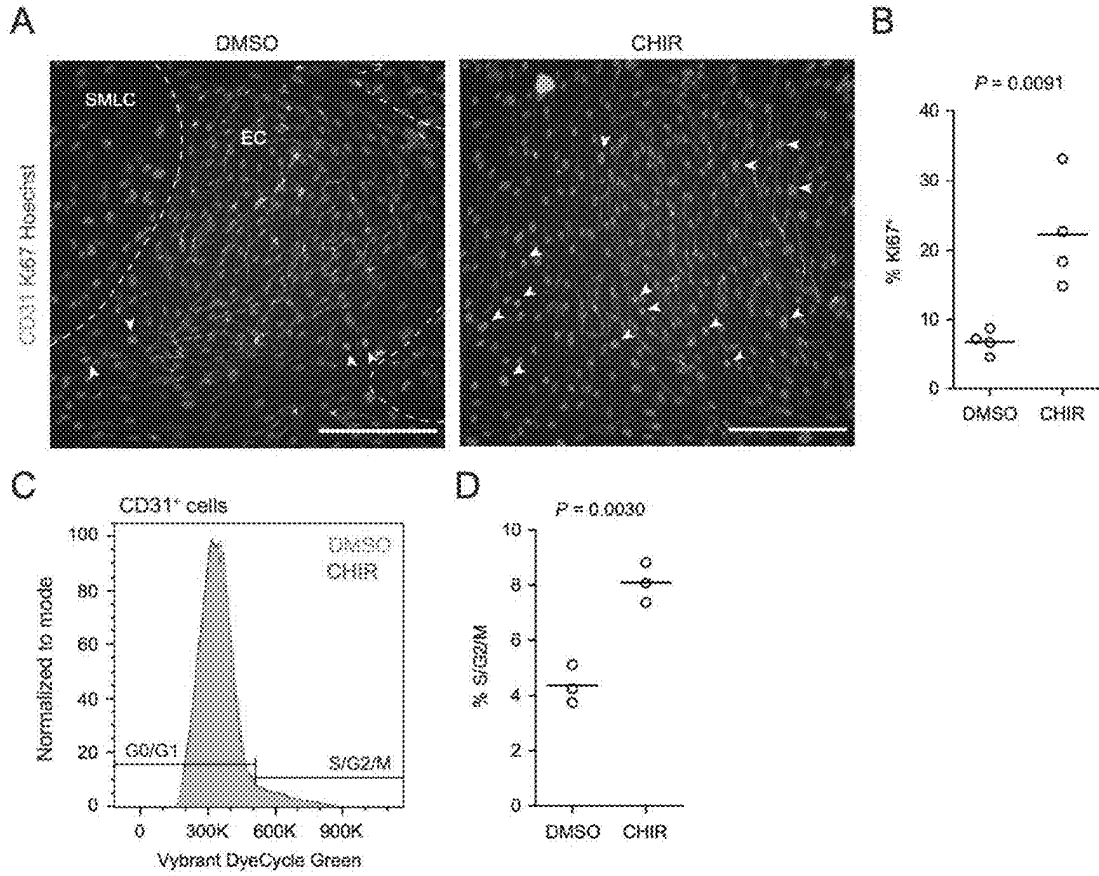 A
DMSO
CHIR
SMLC
EC
CD31 Ki67 Hoechst
B
P = 0.0091
40
30
20
10
0
% Ki67⁺
DMSO
CHIR
C
CD31⁺ cells
DMSO
CHIR
100
80
60
40
20
0
Normalized to mode
G0/G1
S/G2/M
0
300K
600K
900K
Vybrant DyeCycle Green
D
P = 0.0030
10
8
6
4
2
0
% S/G2/M
DMSO
CHIR